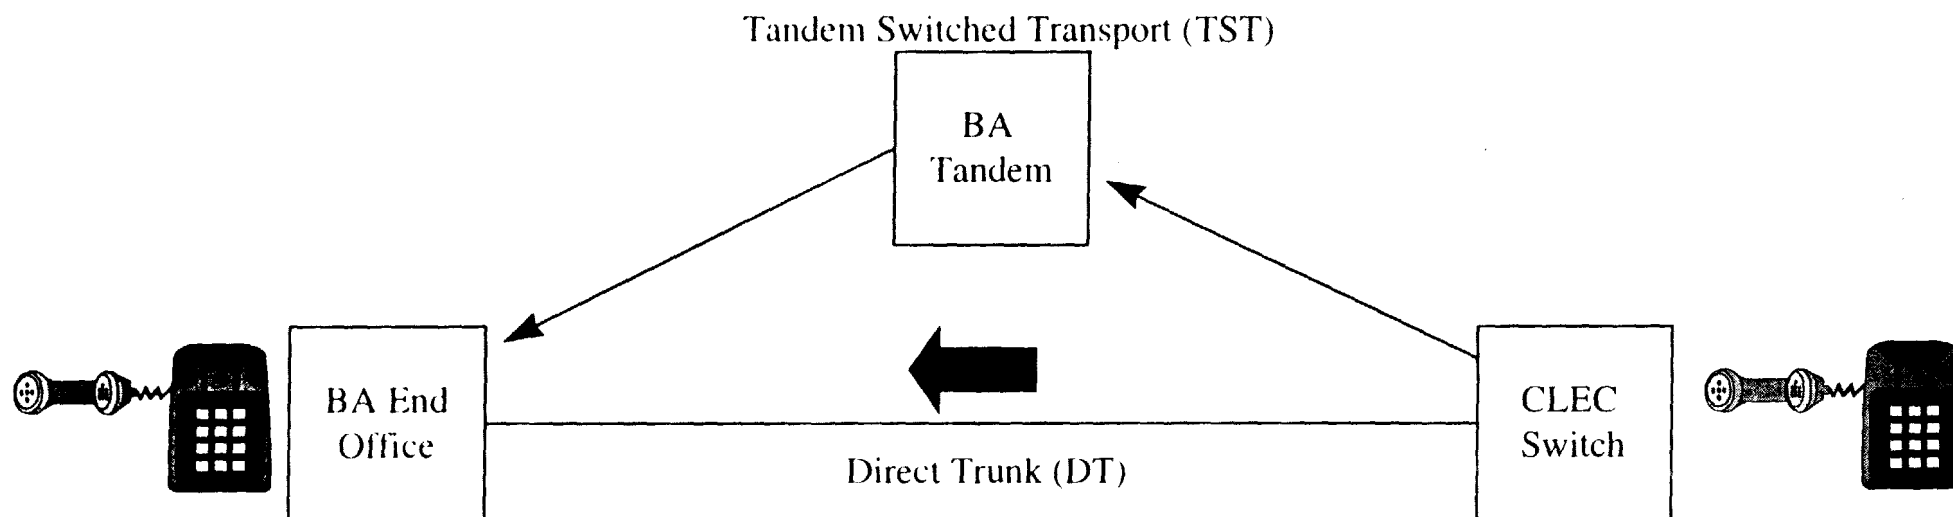 Tandem Switched Transport (TST)
BA
Tandem
BA End
Office
CLEC
Switch
Direct Trunk (DT)